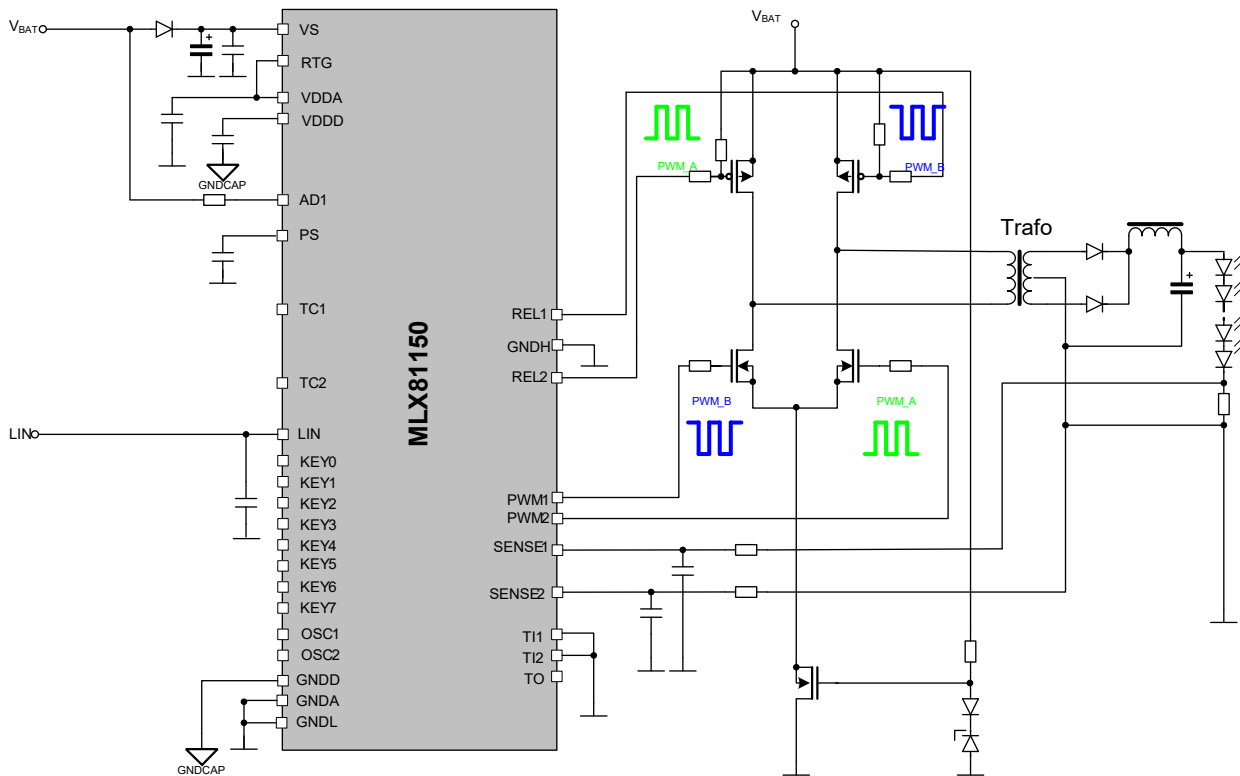 VBAT
VS
RTG
VDDA
VDDD
GNDCAP
AD1
PS
TC1
TC2
LIN
LIN
KEY0
KEY1
KEY2
KEY3
KEY4
KEY5
KEY6
KEY7
OSC1
OSC2
GNDD
GNDA
GNDL
GNDCAP
MLX81150
REL1
GNDH
REL2
PWM1
PWM2
SENSE1
SENSE2
TI1
TI2
TO
VBAT
PWM_A
PWM_B
PWM_B
PWM_A
Trafo
+
+